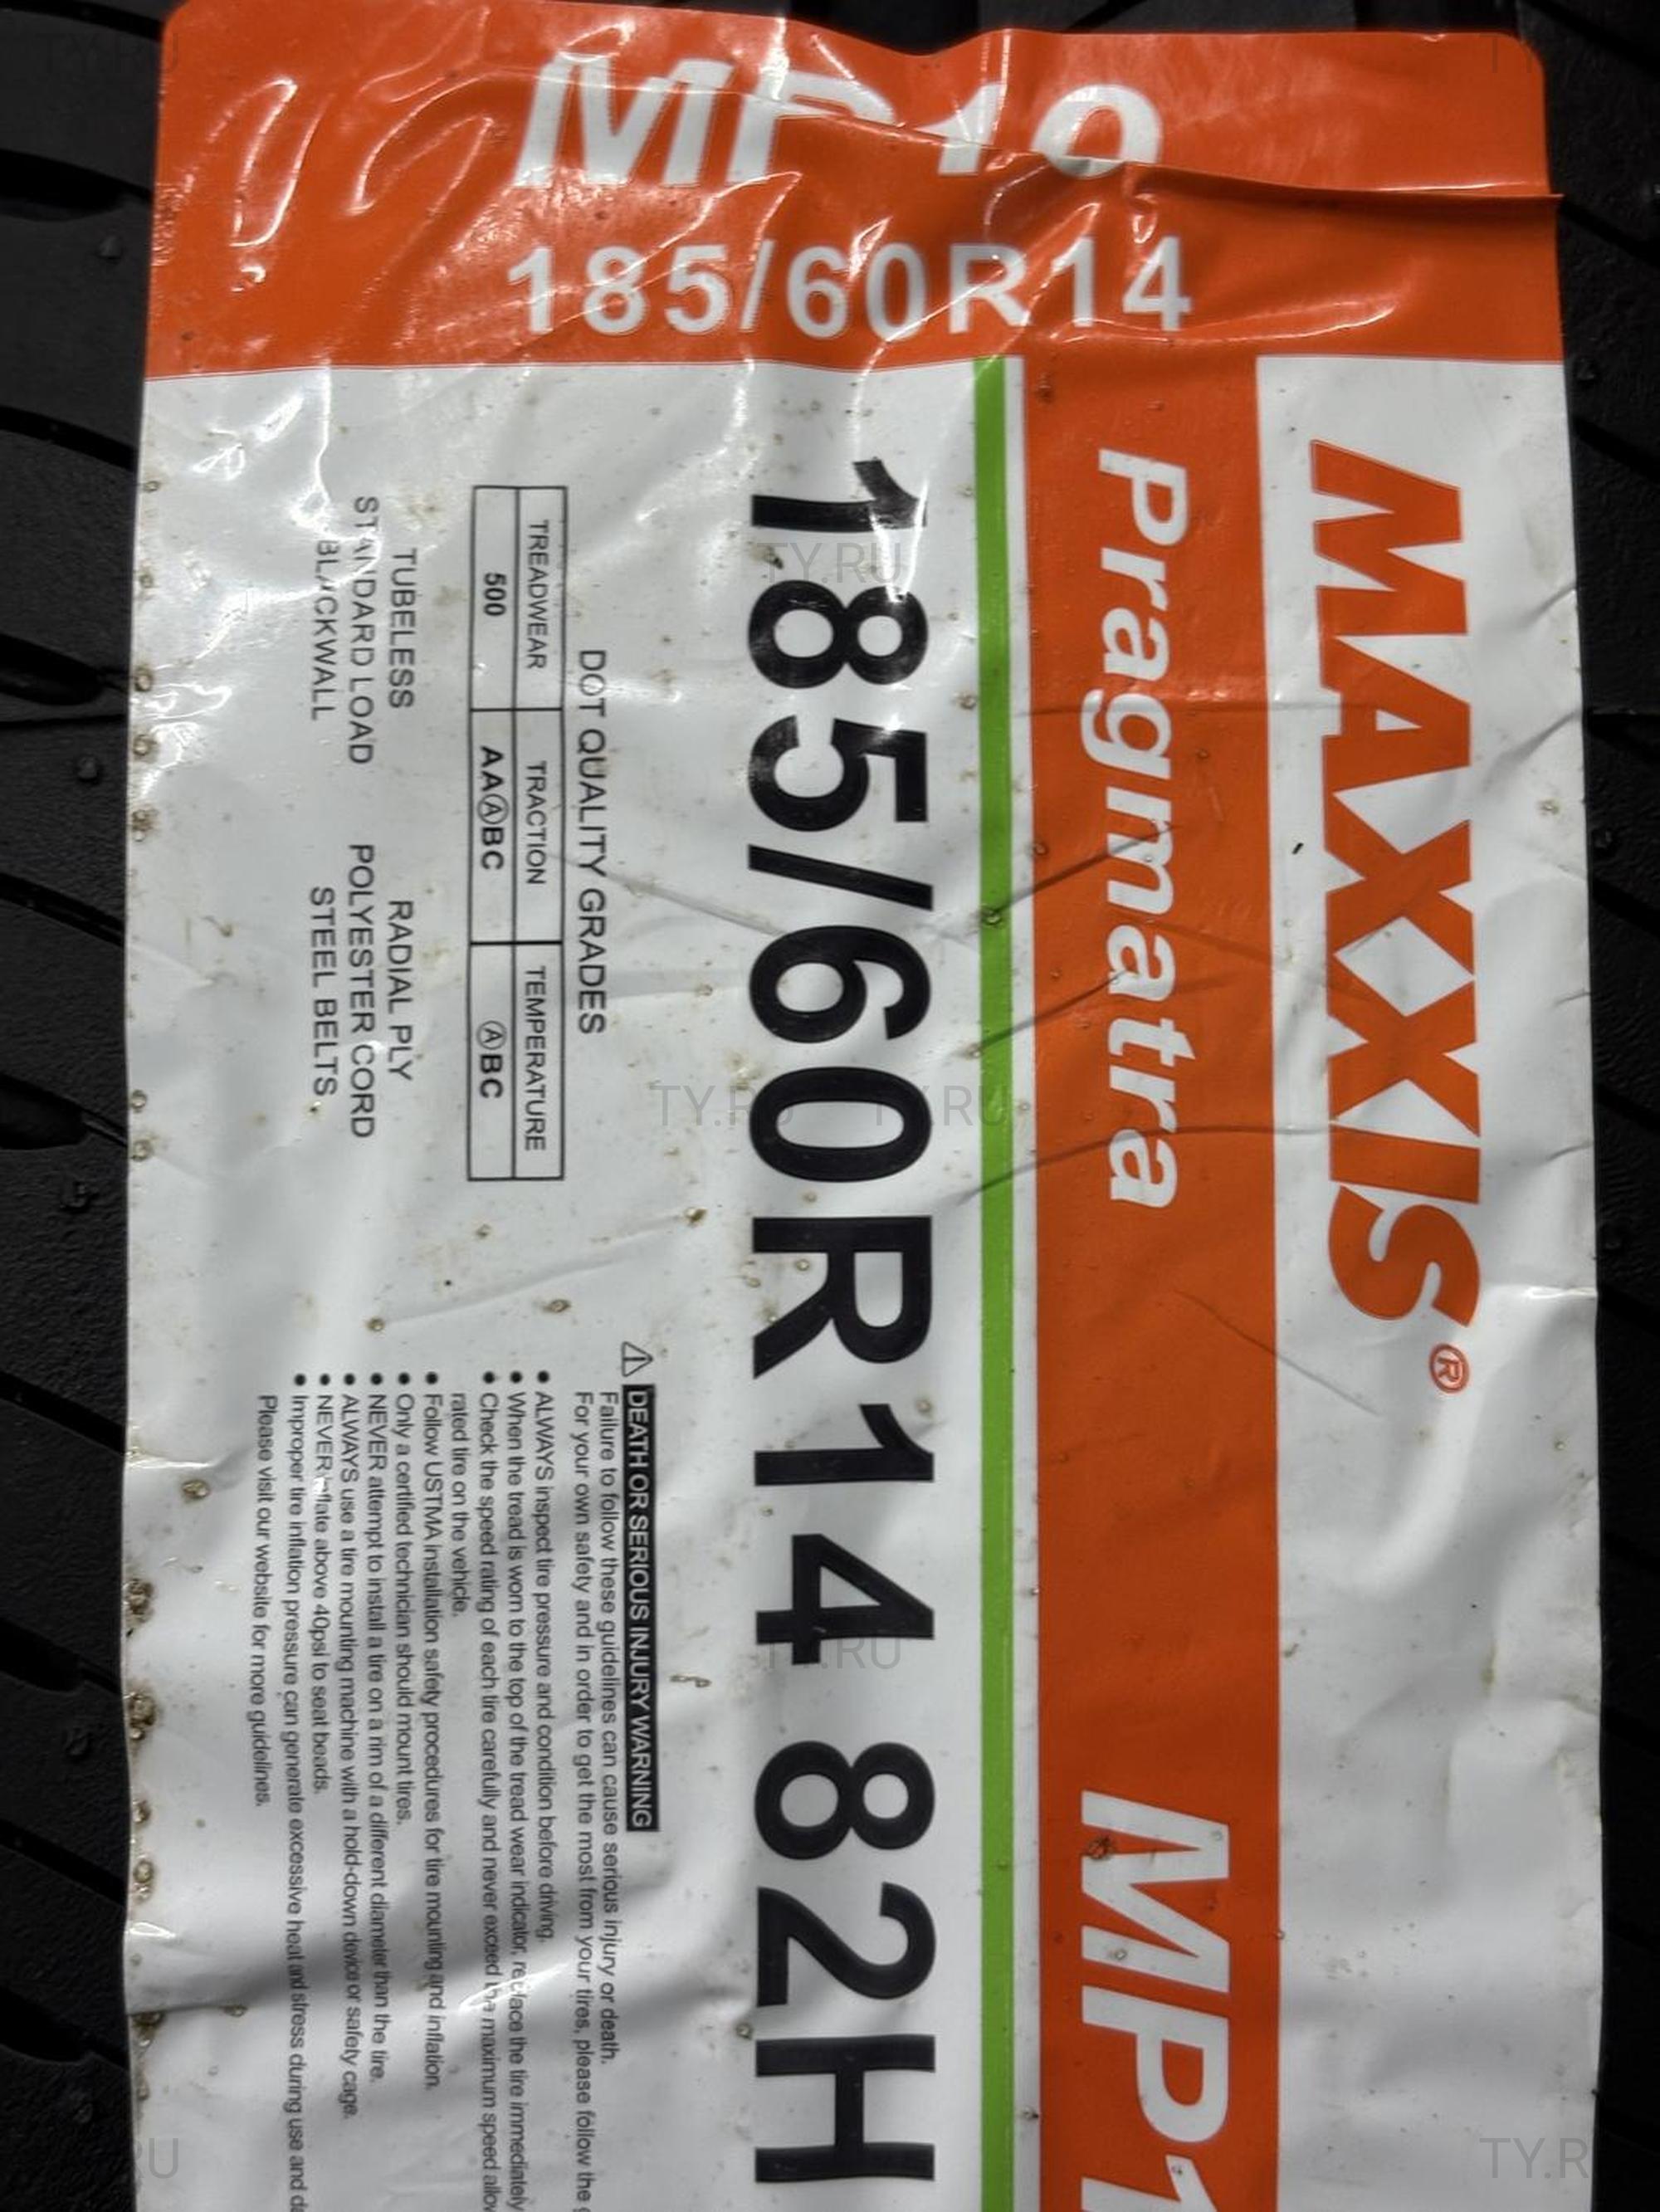 MP10
185/60R14
MAXXIS®
Pragmatra MP1
185/60R14 82H
DOT QUALITY GRADES
TREADWEAR TRACTION TEMPERATURE
500 AAⒶBC ⒶBC
TUBELESS RADIAL PLY
STANDARD LOAD POLYESTER CORD
BLACKWALL STEEL BELTS
⚠ DEATH OR SERIOUS INJURY WARNING
Failure to follow these guidelines can cause serious injury or death.
For your own safety and in order to get the most from your tires, please follow the
● ALWAYS inspect tire pressure and condition before driving.
● When the tread is worn to the top of the tread wear indicator, replace the tire immediately
● Check the speed rating of each tire carefully and never exceed the maximum speed
rated tire on the vehicle.
● Follow USTMA installation safety procedures for tire mounting and inflation.
● Only a certified technician should mount tires.
● NEVER attempt to install a tire on a rim of a different diameter than the tire.
● ALWAYS use a tire mounting machine with a hold-down device or safety cage.
● NEVER inflate above 40psi to seat beads.
● Improper tire inflation pressure can generate excessive heat and stress during use and
Please visit our website for more guidelines.
TY.RU
TY.RU
TY.RU
TY.RU